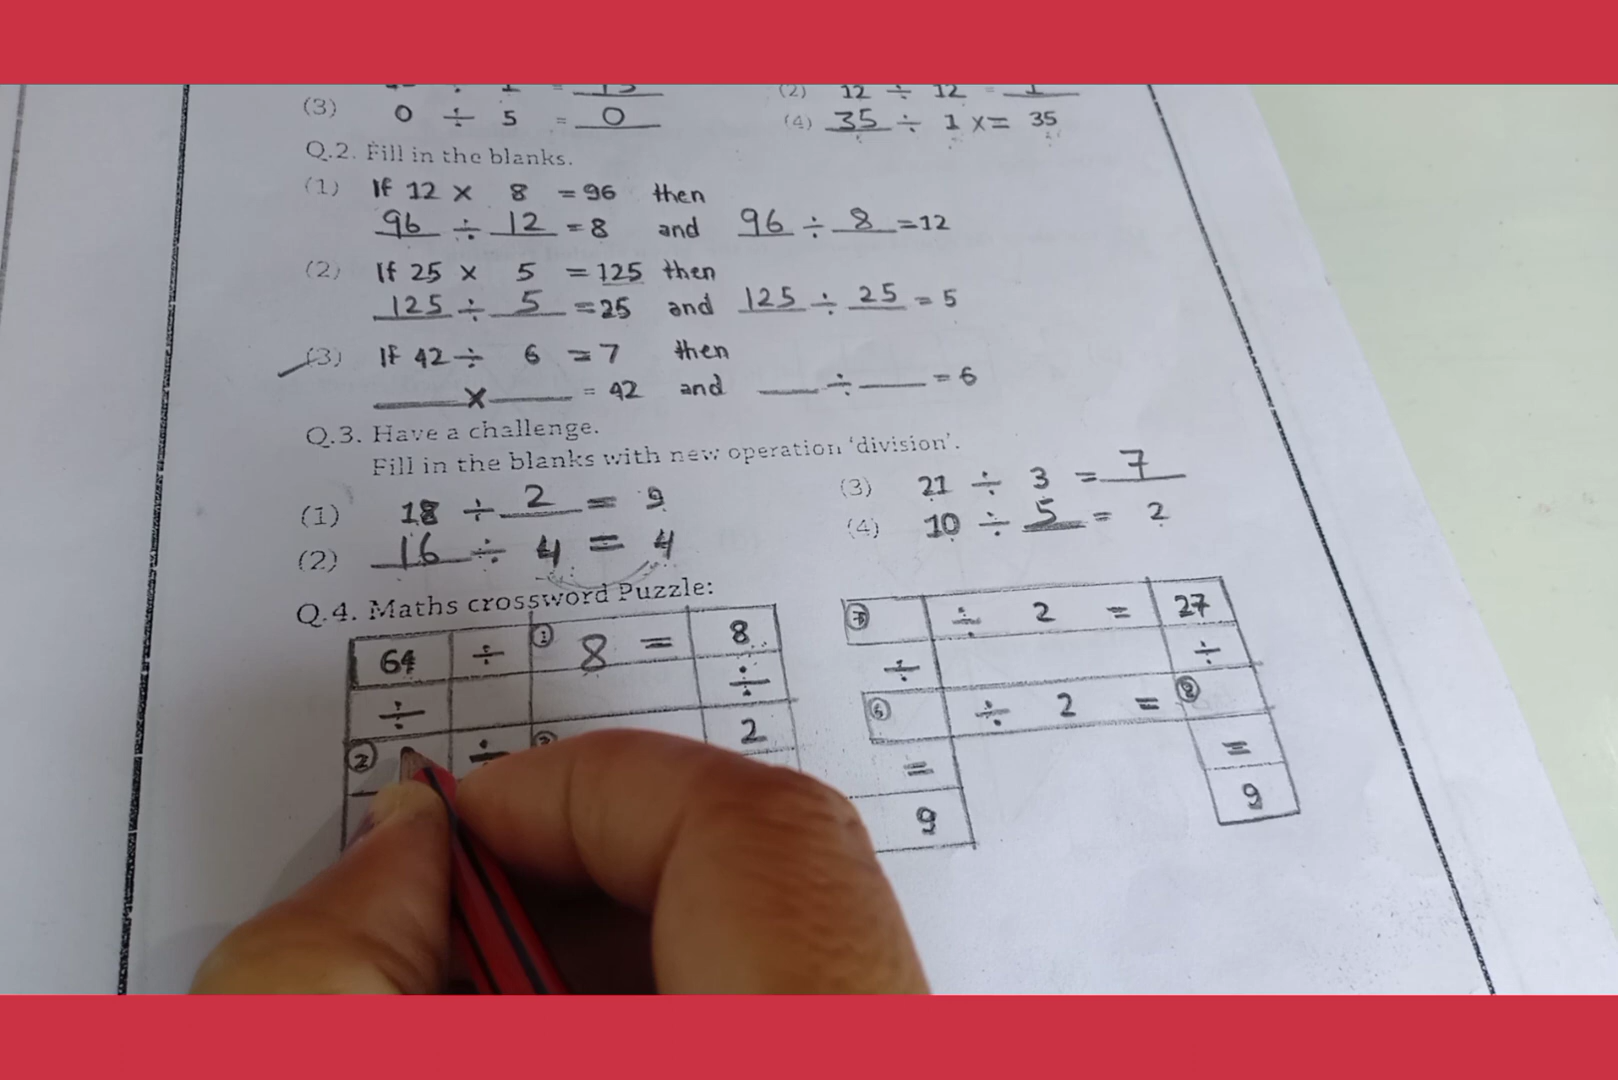 (3) 0 ÷ 5 = 0
(2) 12 ÷ 12 = 1
(4) 35 ÷ 1 x= 35
Q.2. Fill in the blanks.
(1) If 12 x 8 = 96 then
96 ÷ 12 = 8 and 96 ÷ 8 = 12
(2) If 25 x 5 = 125 then
125 ÷ 5 = 25 and 125 ÷ 25 = 5
(3) If 42 ÷ 6 = 7 then
____ x ____ = 42 and ____ ÷ ____ = 6
Q.3. Have a challenge.
Fill in the blanks with new operation 'division'.
(1) 18 ÷ 2 = 9
(3) 21 ÷ 3 = 7
(2) 16 ÷ 4 = 4
(4) 10 ÷ 5 = 2
Q.4. Maths crossword Puzzle:
64 ÷ ① 8 = 8
÷ ÷
② ÷ 2
⑦ ÷ 2 = 27
÷ ÷
⑥ ÷ 2 = ⑧
= =
9 9